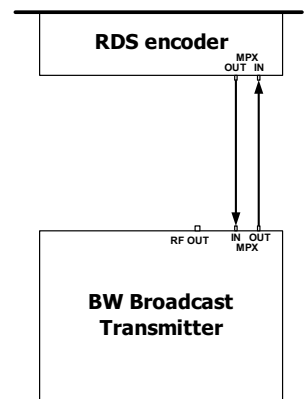 RDS encoder
MPX
OUT IN
RF OUT
IN OUT
MPX
BW Broadcast
Transmitter